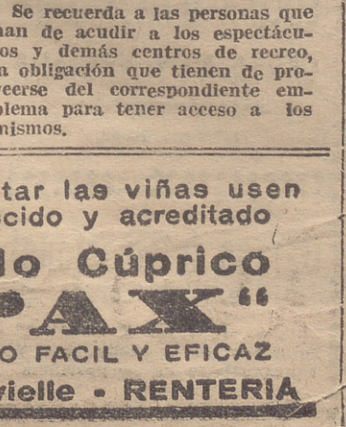 Se recuerda a las personas que
han de acudir a los espectácu-
os y demás centros de recreo,
a obligación que tienen de pro-
veerse del correspondiente em-
blema para tener acceso a los
mismos.
tar las viñas usen
cido y acreditado
lo Cúprico
PAX“
O FACIL Y EFICAZ
vielle - RENTERIA